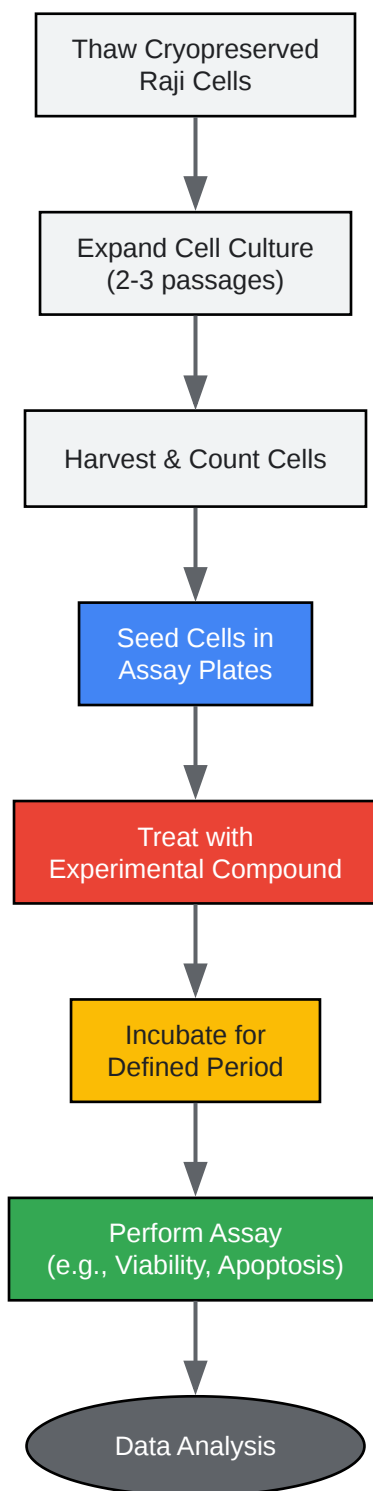 Thaw Cryopreserved
Raji Cells
Expand Cell Culture
(2-3 passages)
Harvest & Count Cells
Seed Cells in
Assay Plates
Treat with
Experimental Compound
Incubate for
Defined Period
Perform Assay
(e.g., Viability, Apoptosis)
Data Analysis